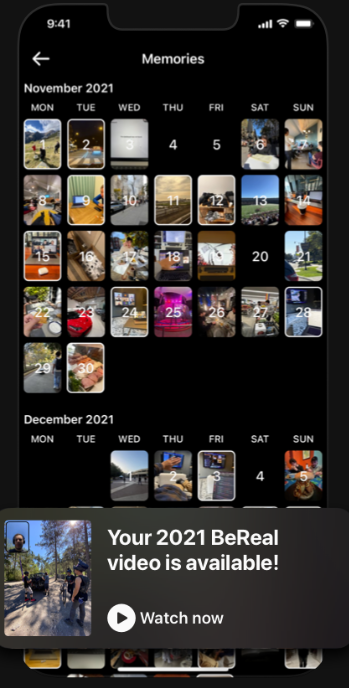 9:41
Memories
November 2021
MON TUE WED THU FRI SAT SUN
1 2 3 4 5 6 7
8 9 10 11 12 13 14
15 16 17 18 19 20 21
22 23 24 25 26 27 28
29 30
December 2021
MON TUE WED THU FRI SAT SUN
1 2 3 4 5
Your 2021 BeReal
video is available!
Watch now